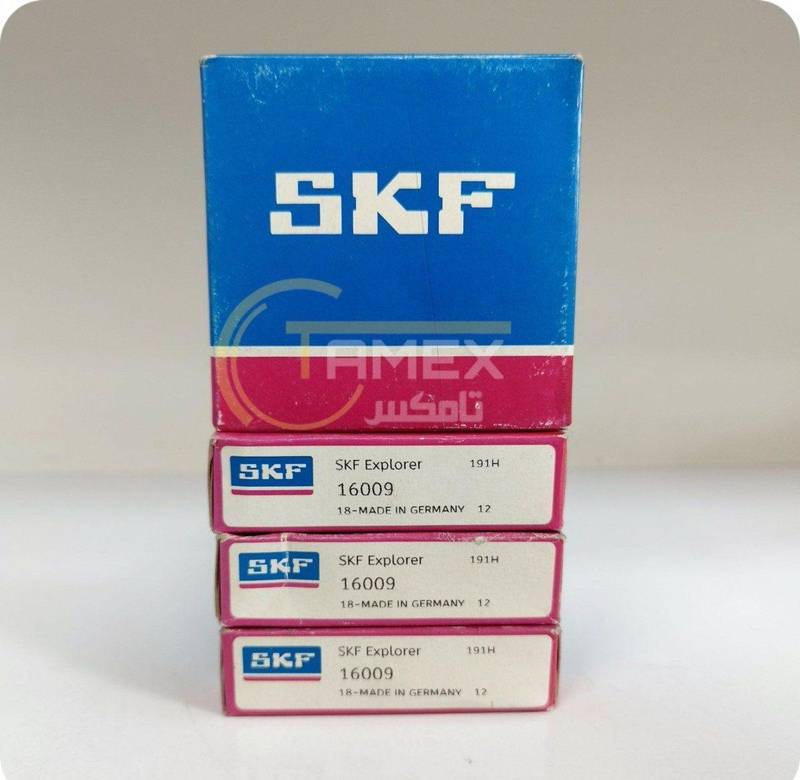 SKF
TAMEX
تامكس
SKF
SKF Explorer 191H
16009
18-MADE IN GERMANY 12
SKF
SKF Explorer 191H
16009
18-MADE IN GERMANY 12
SKF
SKF Explorer 191H
16009
18-MADE IN GERMANY 12